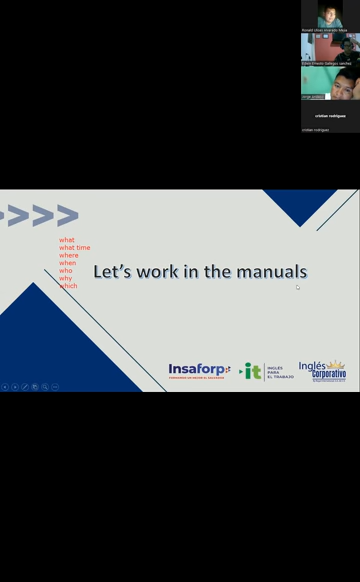 cristian rodriguez
cristian rodriguez
what
what time
where
when
who
why
which
Let's work in the manuals
Insaforp
it
INGLÉS
PARA
EL TRABAJO
Inglés
Corporativo